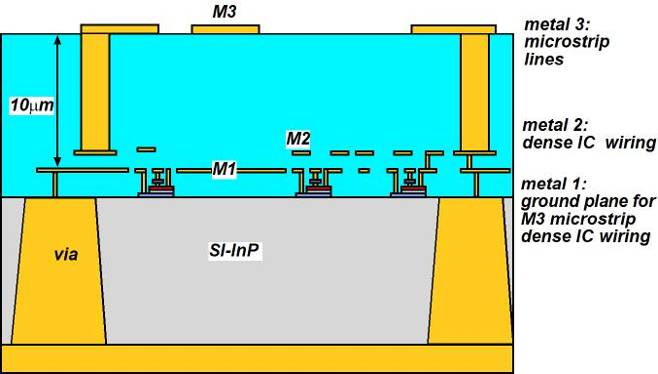 M3
metal 3:
microstrip
lines
10μm
metal 2:
dense IC wiring
M2
M1
metal 1:
ground plane for
M3 microstrip
dense IC wiring
via
SI-InP